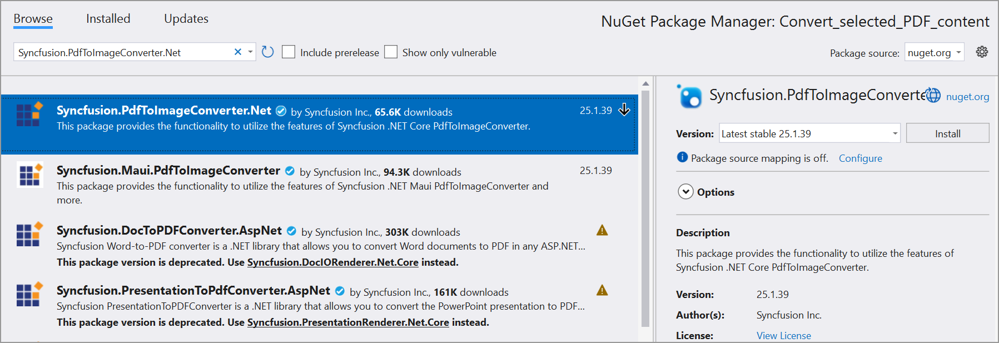 Browse Installed Updates
NuGet Package Manager: Convert_selected_PDF_content
Syncfusion.PdfToImageConverter.Net
Include prerelease
Show only vulnerable
Package source: nuget.org
Syncfusion.PdfToImageConverter.Net by Syncfusion Inc., 65.6K downloads 25.1.39
This package provides the functionality to utilize the features of Syncfusion .NET Core PdfToImageConverter.
Syncfusion.Maui.PdfToImageConverter by Syncfusion Inc., 94.3K downloads 25.1.39
This package provides the functionality to utilize the features of Syncfusion .NET Maui PdfToImageConverter and
more.
Syncfusion.DocToPDFConverter.AspNet by Syncfusion Inc., 303K downloads
Syncfusion Word-to-PDF converter is a .NET library that allows you to convert Word documents to PDF in any ASP.NET...
This package version is deprecated. Use Syncfusion.DocIORenderer.Net.Core instead.
Syncfusion.PresentationToPdfConverter.AspNet by Syncfusion Inc., 161K downloads
Syncfusion PresentationToPDFConverter is a .NET library that allows you to convert the PowerPoint presentation to PDF...
This package version is deprecated. Use Syncfusion.PresentationRenderer.Net.Core instead.
Syncfusion.PdfToImageConverte
nuget.org
Version: Latest stable 25.1.39 Install
Package source mapping is off. Configure
Options
Description
This package provides the functionality to utilize the features of
Syncfusion .NET Core PdfToImageConverter.
Version: 25.1.39
Author(s): Syncfusion Inc.
License: View License